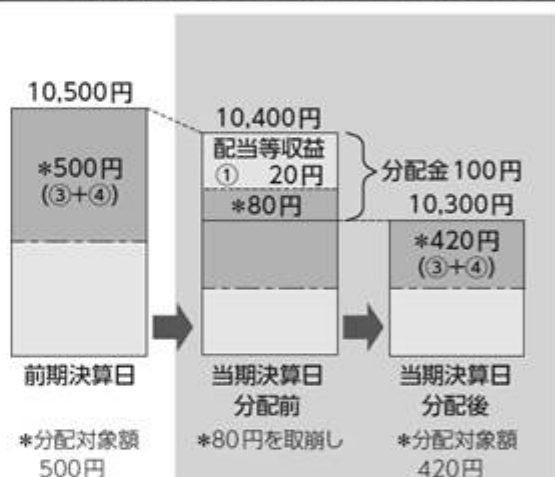 10,500円
*500円
(③+④)
前期決算日
*分配対象額
500円
10,400円
配当等収益
① 20円
*80円
分配金100円
当期決算日
分配前
*80円を取崩し
10,300円
*420円
(③+④)
当期決算日
分配後
*分配対象額
420円